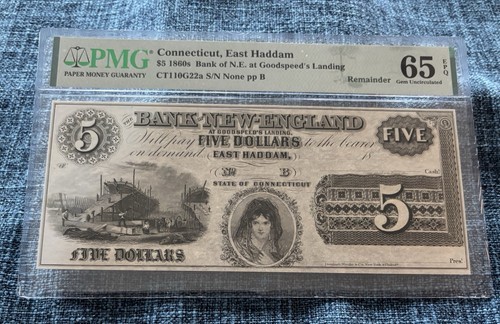 PMG
PAPER MONEY GUARANTY
Connecticut, East Haddam
$5 1860s Bank of N.E. at Goodspeed's Landing
Remainder
CT110G22a S/N None pp B
65 EPQ
Gem Uncirculated
BANK OF NEW-ENGLAND
AT GOODSPEED'S LANDING,
5
FIVE
Will pay FIVE DOLLARS to the bearer
on demand EAST HADDAM, 18
No B
Cash.r
STATE OF CONNECTICUT
5
FIVE DOLLARS
Pres.t